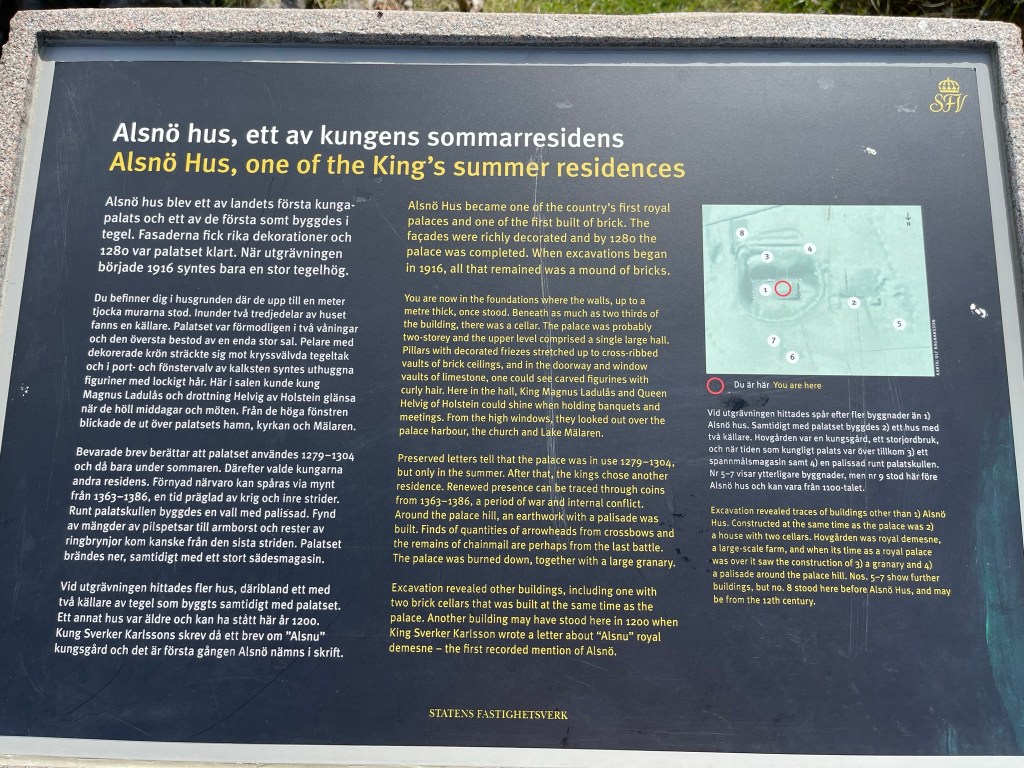 SFV
Alsnö hus, ett av kungens sommarresidens
Alsnö Hus, one of the King's summer residences
Alsnö hus blev ett av landets första kunga-
palats och ett av de första somt byggdes i
tegel. Fasaderna fick rika dekorationer och
1280 var palatset klart. När utgrävningen
började 1916 syntes bara en stor tegelhög.
Du befinner dig i husgrunden där de upp till en meter
tjocka murarna stod. Inunder två tredjedelar av huset
fanns en källare. Palatset var förmodligen i två våningar
och den översta bestod av en enda stor sal. Pelare med
dekorerade krön sträckte sig mot kryssvälvda tegeltak
och i port- och fönstervalv av kalksten syntes uthuggna
figuriner med lockigt hår. Här i salen kunde kung
Magnus Ladulås och drottning Helvig av Holstein glänsa
när de höll middagar och möten. Från de höga fönstren
blickade de ut över palatsets hamn, kyrkan och Mälaren.
Bevarade brev berättar att palatset användes 1279–1304
och då bara under sommaren. Därefter valde kungarna
andra residens. Förnyad närvaro kan spåras via mynt
från 1363–1386, en tid präglad av krig och inre strider.
Runt palatskullen byggdes en vall med palissad. Fynd
av mängder av pilspetsar till armborst och rester av
ringbrynjor kom kanske från den sista striden. Palatset
brändes ner, samtidigt med ett stort sädesmagasin.
Vid utgrävningen hittades fler hus, däribland ett med
två källare av tegel som byggts samtidigt med palatset.
Ett annat hus var äldre och kan ha stått här år 1200.
Kung Sverker Karlssons skrev då ett brev om ”Alsnu”
kungsgård och det är första gången Alsnö nämns i skrift.
Alsnö Hus became one of the country's first royal
palaces and one of the first built of brick. The
façades were richly decorated and by 1280 the
palace was completed. When excavations began
in 1916, all that remained was a mound of bricks.
You are now in the foundations where the walls, up to a
metre thick, once stood. Beneath as much as two thirds of
the building, there was a cellar. The palace was probably
two-storey and the upper level comprised a single large hall.
Pillars with decorated friezes stretched up to cross-ribbed
vaults of brick ceilings, and in the doorway and window
vaults of limestone, one could see carved figurines with
curly hair. Here in the hall, King Magnus Ladulås and Queen
Helvig of Holstein could shine when holding banquets and
meetings. From the high windows, they looked out over the
palace harbour, the church and Lake Mälaren.
Preserved letters tell that the palace was in use 1279–1304,
but only in the summer. After that, the kings chose another
residence. Renewed presence can be traced through coins
from 1363–1386, a period of war and internal conflict.
Around the palace hill, an earthwork with a palisade was
built. Finds of quantities of arrowheads from crossbows and
the remains of chainmail are perhaps from the last battle.
The palace was burned down, together with a large granary.
Excavation revealed other buildings, including one with
two brick cellars that was built at the same time as the
palace. Another building may have stood here in 1200 when
King Sverker Karlsson wrote a letter about “Alsnu” royal
demesne – the first recorded mention of Alsnö.
N
8
3
4
1
2
5
7
6
Du är här You are here
Vid utgrävningen hittades spår efter fler byggnader än 1)
Alsnö hus. Samtidigt med palatset byggdes 2) ett hus med
två källare. Hovgården var en kungsgård, ett storjordbruk,
och när tiden som kungligt palats var över tillkom 3) ett
spannmålsmagasin samt 4) en palissad runt palatskullen.
Nr 5–7 visar ytterligare byggnader, men nr 9 stod här före
Alsnö hus och kan vara från 1100-talet.
Excavation revealed traces of buildings other than 1) Alsnö
Hus. Constructed at the same time as the palace was 2)
a house with two cellars. Hovgården was royal demesne,
a large-scale farm, and when its time as a royal palace
was over it saw the construction of 3) a granary and 4)
a palisade around the palace hill. Nos. 5–7 show further
buildings, but no. 8 stood here before Alsnö Hus, and may
be from the 12th century.
STATENS FASTIGHETSVERK